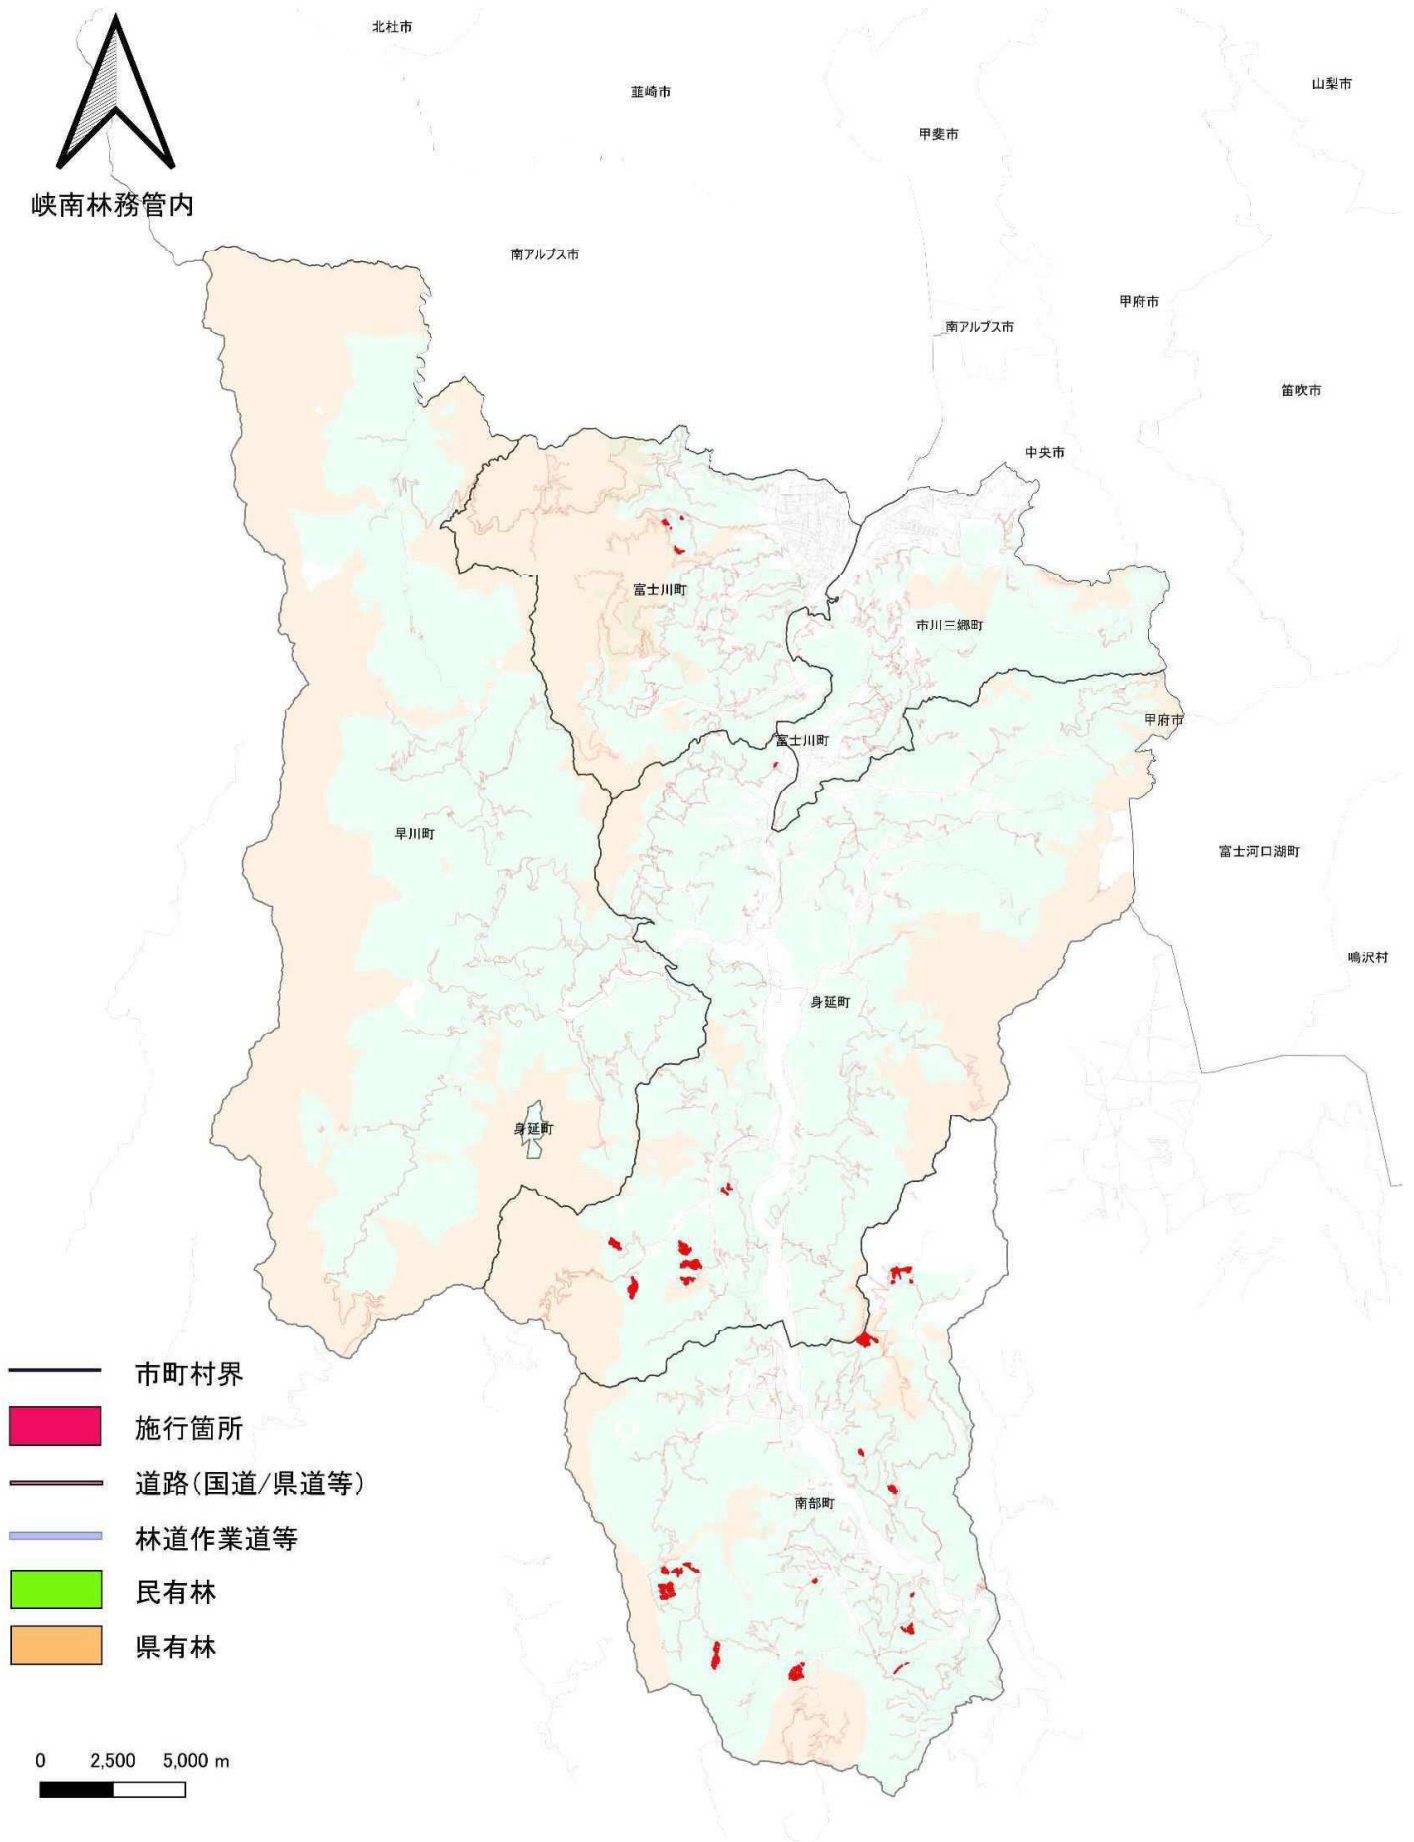 北杜市
山梨市
韮崎市
甲斐市
峡南林務管内
南アルプス市
甲府市
南アルプス市
笛吹市
中央市
富士川町
市川三郷町
甲府市
富士川町
早川町
富士河口湖町
鳴沢村
身延町
身延町
市町村界
施行箇所
道路(国道/県道等)
林道作業道等
南部町
民有林
県有林
0 2,500 5,000 m